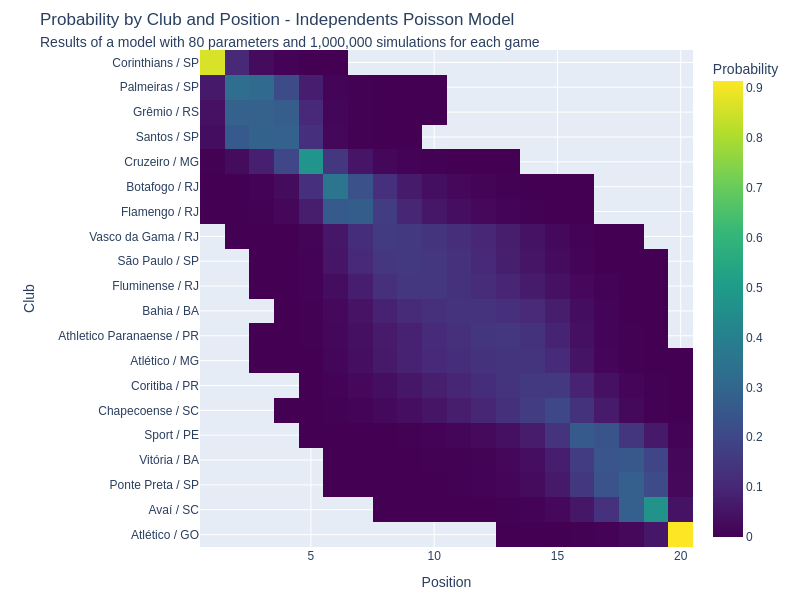 Probability by Club and Position - Independents Poisson Model
Results of a model with 80 parameters and 1,000,000 simulations for each game
Probability
Corinthians / SP
Palmeiras / SP
Grêmio / RS
Santos / SP
Cruzeiro / MG
Botafogo / RJ
Flamengo / RJ
Vasco da Gama / RJ
São Paulo / SP
Fluminense / RJ
Bahia / BA
Athletico Paranaense / PR
Atlético / MG
Coritiba / PR
Chapecoense / SC
Sport / PE
Vitória / BA
Ponte Preta / SP
Avaí / SC
Atlético / GO
Club
5
10
15
20
Position
0.9
0.8
0.7
0.6
0.5
0.4
0.3
0.2
0.1
0